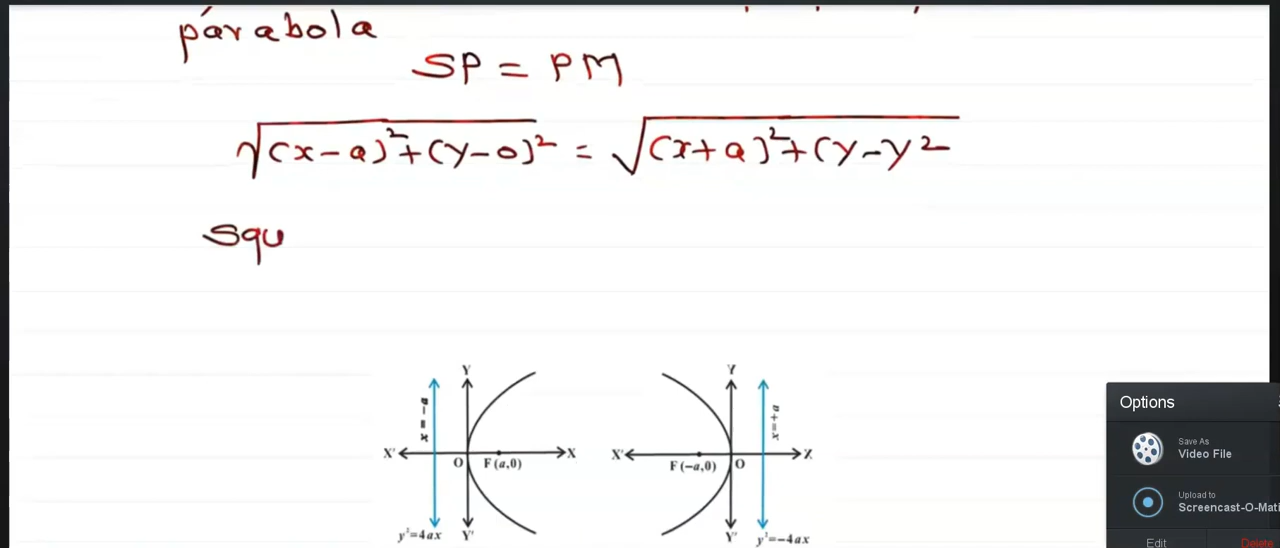 parabola
SP = PM
√(x-a)²+(y-0)² = √(x+a)²+(y-y²
squ
Y
Y
x=-a
x=+a
X'
O
F(a,0)
X
X'
F(-a,0)
O
X
y²=4ax
Y'
Y'
y²=-4ax
Options
Save As
Video File
Upload to
Screencast-O-Mati
Edit
Delete